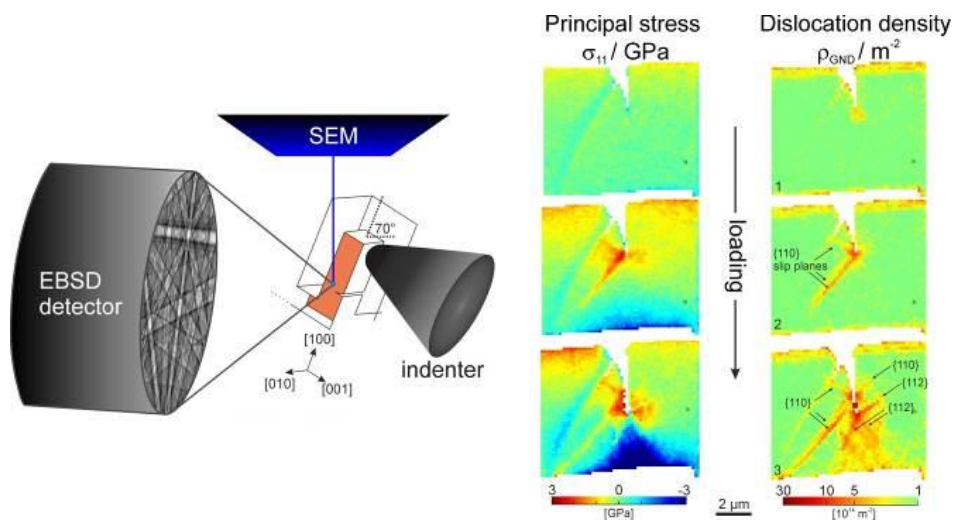 SEM
70°
EBSD
detector
indenter
[100]
[010]
[001]
Principal stress
σ11 / GPa
Dislocation density
ρGND / m-2
loading
1
{110}
slip planes
2
{110}
{112}
{110}
{112}
3
3 0 -3
[GPa]
2 µm
30 10 5 1
[10¹⁴ m⁻²]